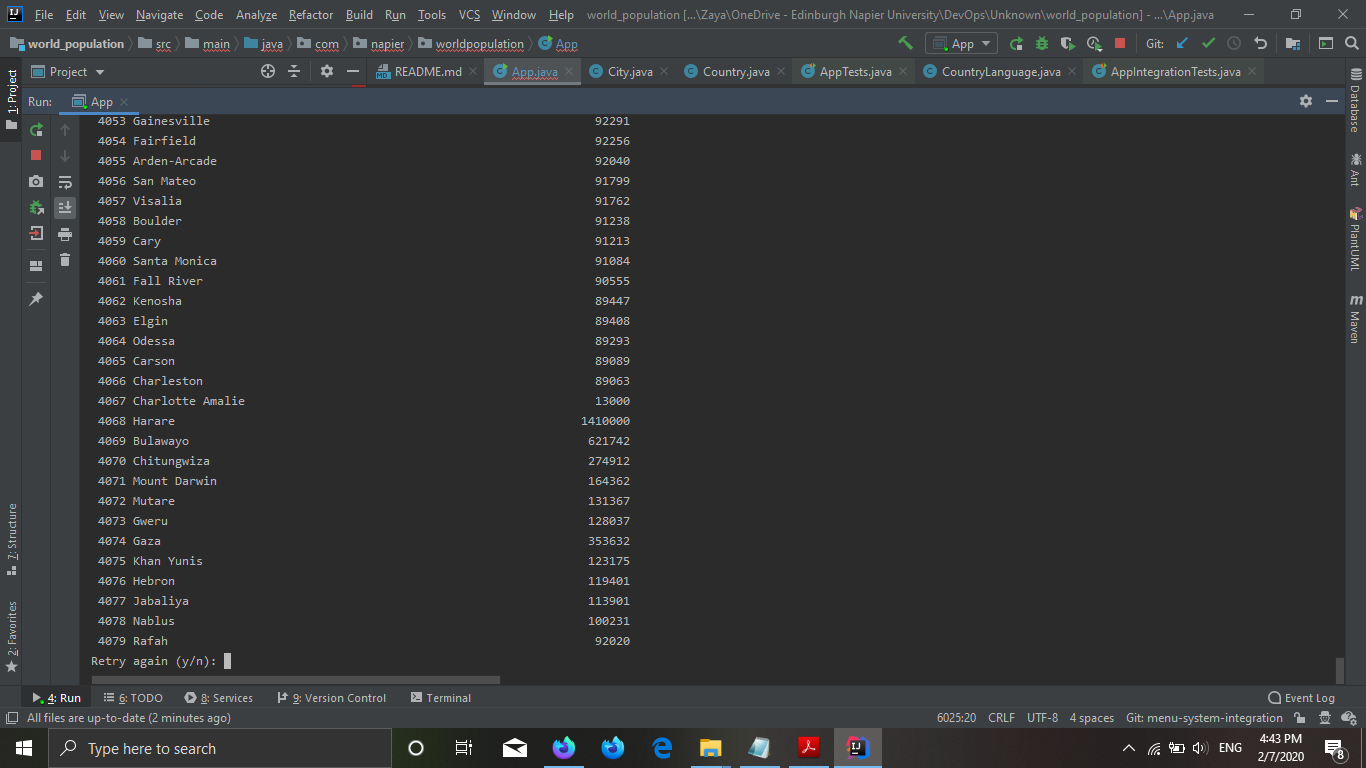 File Edit View Navigate Code Analyze Refactor Build Run Tools VCS Window Help world_population [...\Zaya\OneDrive - Edinburgh Napier University\DevOps\Unknown\world_population] - ...\App.java
world_population src main java com napier worldpopulation App App Git:
1: Project Project README.md App.java City.java Country.java AppTests.java CountryLanguage.java AppIntegrationTests.java
Run: App
4053 Gainesville 92291
4054 Fairfield 92256
4055 Arden-Arcade 92040
4056 San Mateo 91799
4057 Visalia 91762
4058 Boulder 91238
4059 Cary 91213
4060 Santa Monica 91084
4061 Fall River 90555
4062 Kenosha 89447
4063 Elgin 89408
4064 Odessa 89293
4065 Carson 89089
4066 Charleston 89063
4067 Charlotte Amalie 13000
4068 Harare 1410000
4069 Bulawayo 621742
4070 Chitungwiza 274912
4071 Mount Darwin 164362
4072 Mutare 131367
4073 Gweru 128037
4074 Gaza 353632
4075 Khan Yunis 123175
4076 Hebron 119401
4077 Jabaliya 113901
4078 Nablus 100231
4079 Rafah 92020
Retry again (y/n):
7: Structure
2: Favorites
Database
Ant
PlantUML
m Maven
4: Run 6: TODO 8: Services 9: Version Control Terminal Event Log
All files are up-to-date (2 minutes ago) 6025:20 CRLF UTF-8 4 spaces Git: menu-system-integration
Type here to search ENG 4:43 PM
2/7/2020 8